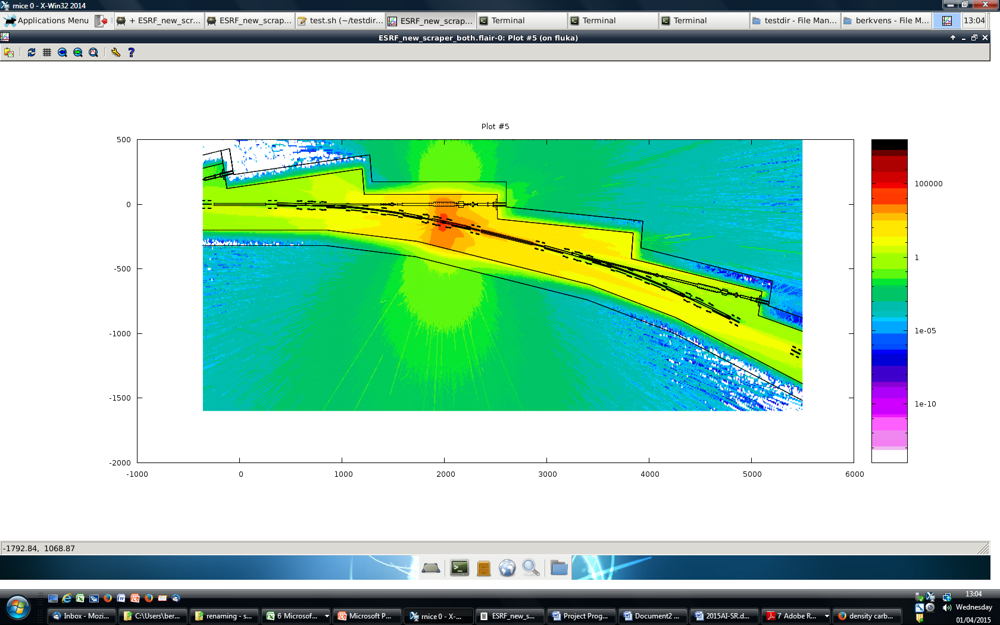 rnice 0 - X-Win32 2014
Applications Menu
+ ESRF_new_scr...
ESRF_new_scrap...
test.sh (~/testdir...
ESRF_new_scrap...
Terminal
Terminal
Terminal
testdir - File Man...
berkvens - File M...
13:04
ESRF_new_scraper_both.flair-0: Plot #5 (on fluka)
Plot #5
500
0
-500
-1000
-1500
-2000
-1000
0
1000
2000
3000
4000
5000
6000
100000
1
1e-05
1e-10
-1792.84, 1068.87
13:04
Inbox - Mozi...
C:\Users\ber...
renaming - s...
6 Microsof...
Microsoft P...
rnice 0 - X-...
ESRF_new_s...
Project Prog...
Document2 ...
2015AI-SR.d...
7 Adobe R...
density carb...
Wednesday
01/04/2015